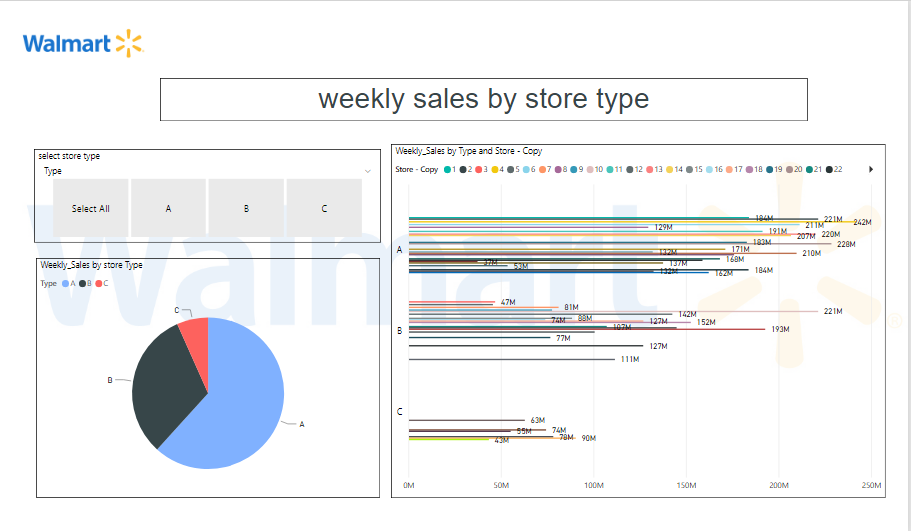 Walmart
weekly sales by store type
select store type
Type
Select All
A
B
C
Weekly_Sales by store Type
Type A B C
C
B
A
Weekly_Sales by Type and Store - Copy
Store - Copy 1 2 3 4 5 6 7 8 9 10 11 12 13 14 15 16 17 18 19 20 21 22
A
184M
221M
242M
211M
129M
191M
220M
207M
183M
228M
171M
132M
210M
168M
37M
137M
53M
132M
184M
162M
B
47M
81M
221M
142M
88M
74M
127M
152M
107M
193M
77M
127M
111M
C
63M
74M
55M
78M
90M
43M
0M 50M 100M 150M 200M 250M
Walmart